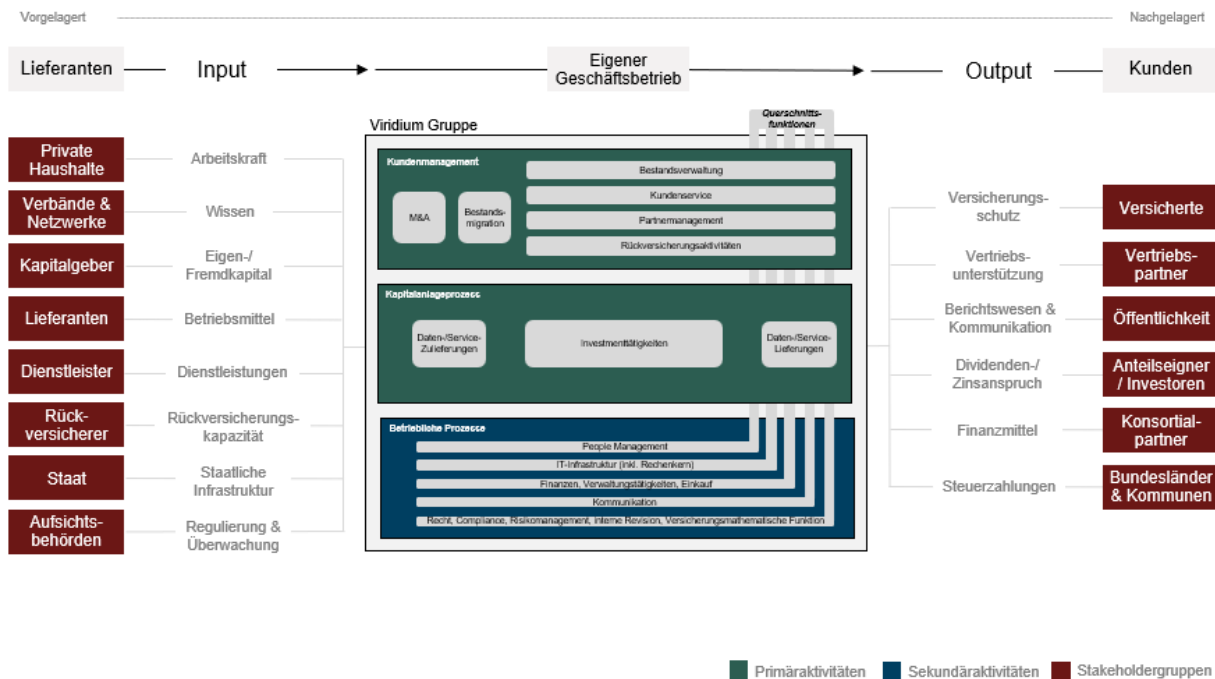 Vorgelagert
Nachgelagert
Lieferanten
Input
Eigener
Geschäftsbetrieb
Output
Kunden
Querschnitts-
funktionen
Viridium Gruppe
Private
Haushalte
Arbeitskraft
Verbände &
Netzwerke
Wissen
Kapitalgeber
Eigen-/
Fremdkapital
Lieferanten
Betriebsmittel
Dienstleister
Dienstleistungen
Rück-
versicherer
Rückversicherungs-
kapazität
Staat
Staatliche
Infrastruktur
Aufsichts-
behörden
Regulierung &
Überwachung
Kundenmanagement
M&A
Bestands-
migration
Bestandsverwaltung
Kundenservice
Partnermanagement
Rückversicherungsaktivitäten
Kapitalanlageprozess
Daten-/Service-
Zulieferungen
Investmenttätigkeiten
Daten-/Service-
Lieferungen
Betriebliche Prozesse
People Management
IT-Infrastruktur (inkl. Rechenkern)
Finanzen, Verwaltungstätigkeiten, Einkauf
Kommunikation
Recht, Compliance, Risikomanagement, Interne Revision, Versicherungsmathematische Funktion
Versicherungs-
schutz
Versicherte
Vertriebs-
unterstützung
Vertriebs-
partner
Berichtswesen &
Kommunikation
Öffentlichkeit
Dividenden-/
Zinsanspruch
Anteilseigner
/ Investoren
Finanzmittel
Konsortial-
partner
Steuerzahlungen
Bundesländer
& Kommunen
Primäraktivitäten
Sekundäraktivitäten
Stakeholdergruppen